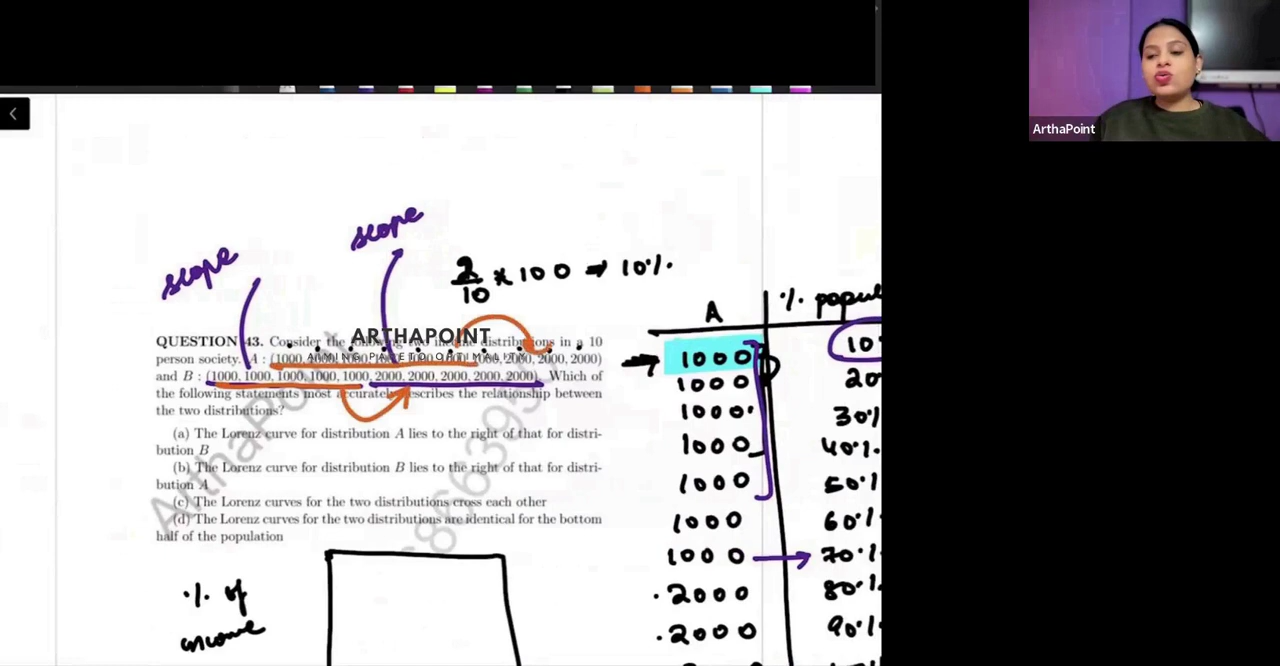 ArthaPoint
scope
scope
2/10 × 100 → 10%.
A
% popul
ARTHAPOINT
QUESTION 43. Consider the following two income distributions in a 10
person society. A : (1000, 1000, 1000, 2000, 2000, 2000)
and B : (1000, 1000, 1000, 1000, 1000, 2000, 2000, 2000, 2000, 2000). Which of
the following statements most accurately describes the relationship between
the two distributions?
(a) The Lorenz curve for distribution A lies to the right of that for distri-
bution B
(b) The Lorenz curve for distribution B lies to the right of that for distri-
bution A
(c) The Lorenz curves for the two distributions cross each other
(d) The Lorenz curves for the two distributions are identical for the bottom
half of the population
1000 10
1000 20
1000 30%
1000 40%
1000 50%
1000 60%
1000 → 70%
2000 80%
2000 90%
% of
income
ArthaPoint